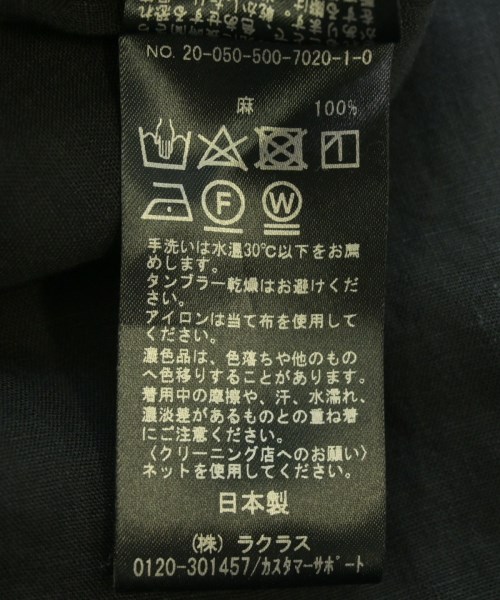 NO. 20-050-500-7020-1-0
麻 100%
F W
手洗いは水温30℃以下をお薦
めします。
タンブラー乾燥はお避けくだ
さい。
アイロンは当て布を使用して
ください。
濃色品は、色落ちや他のもの
へ色移りすることがあります。
着用中の摩擦や、汗、水濡れ、
濃淡差があるものとの重ね着
にご注意ください。
〈クリーニング店へのお願い〉
ネットを使用してください。
日本製
(株) ラクラス
0120-301457/カスタマーサポート